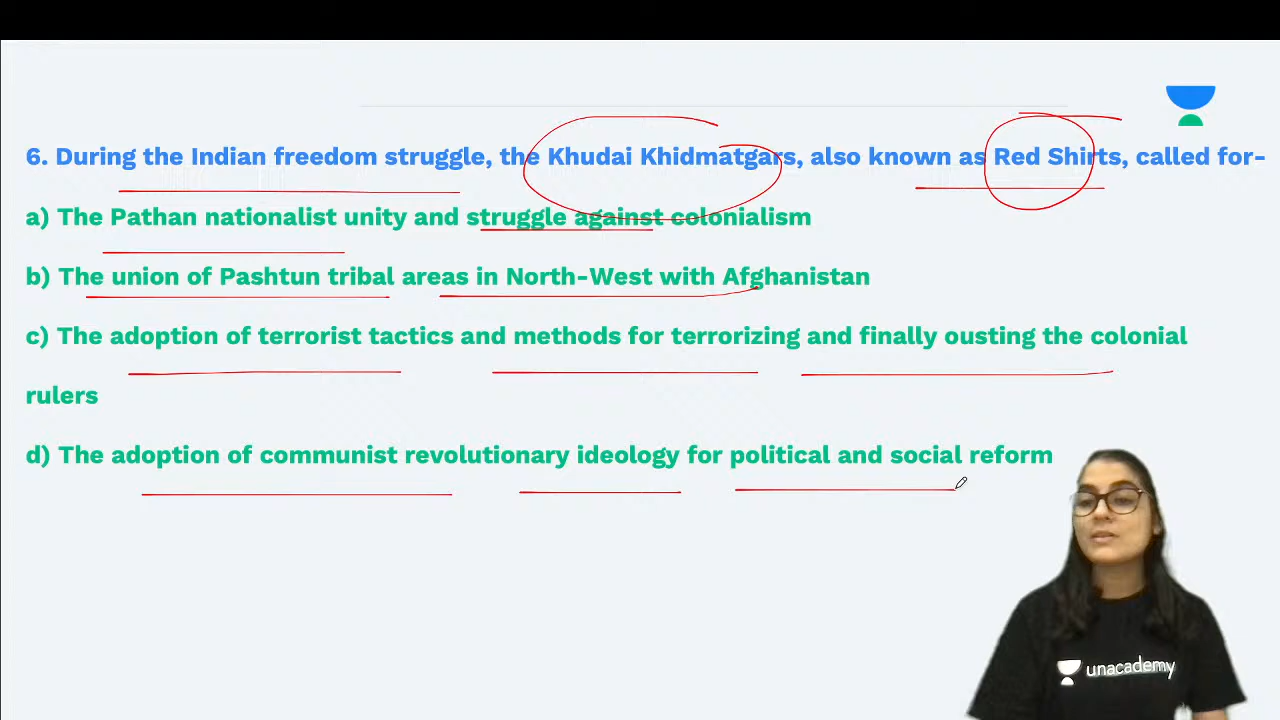 6. During the Indian freedom struggle, the Khudai Khidmatgars, also known as Red Shirts, called for-
a) The Pathan nationalist unity and struggle against colonialism
b) The union of Pashtun tribal areas in North-West with Afghanistan
c) The adoption of terrorist tactics and methods for terrorizing and finally ousting the colonial
rulers
d) The adoption of communist revolutionary ideology for political and social reform
unacademy